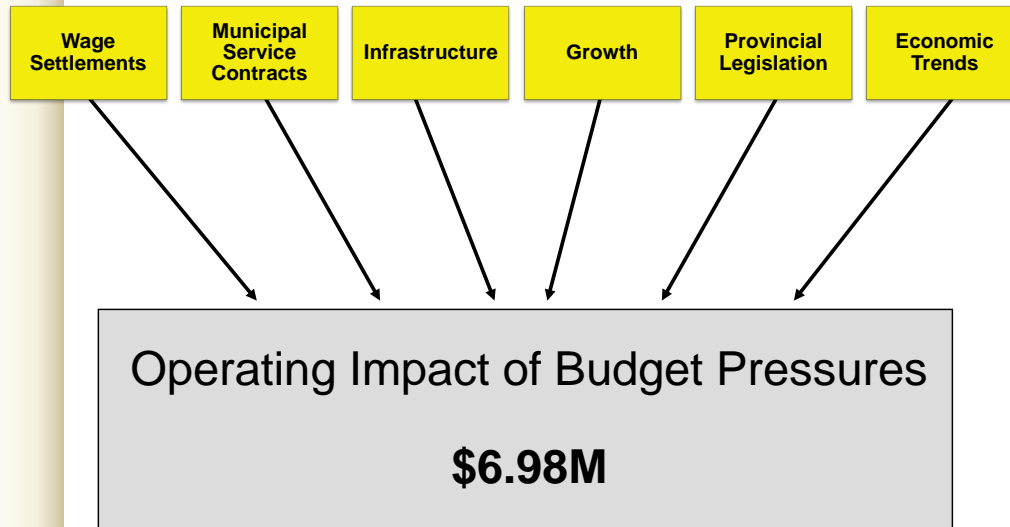 Wage
Settlements
Municipal
Service
Contracts
Infrastructure
Growth
Provincial
Legislation
Economic
Trends
Operating Impact of Budget Pressures
$6.98M